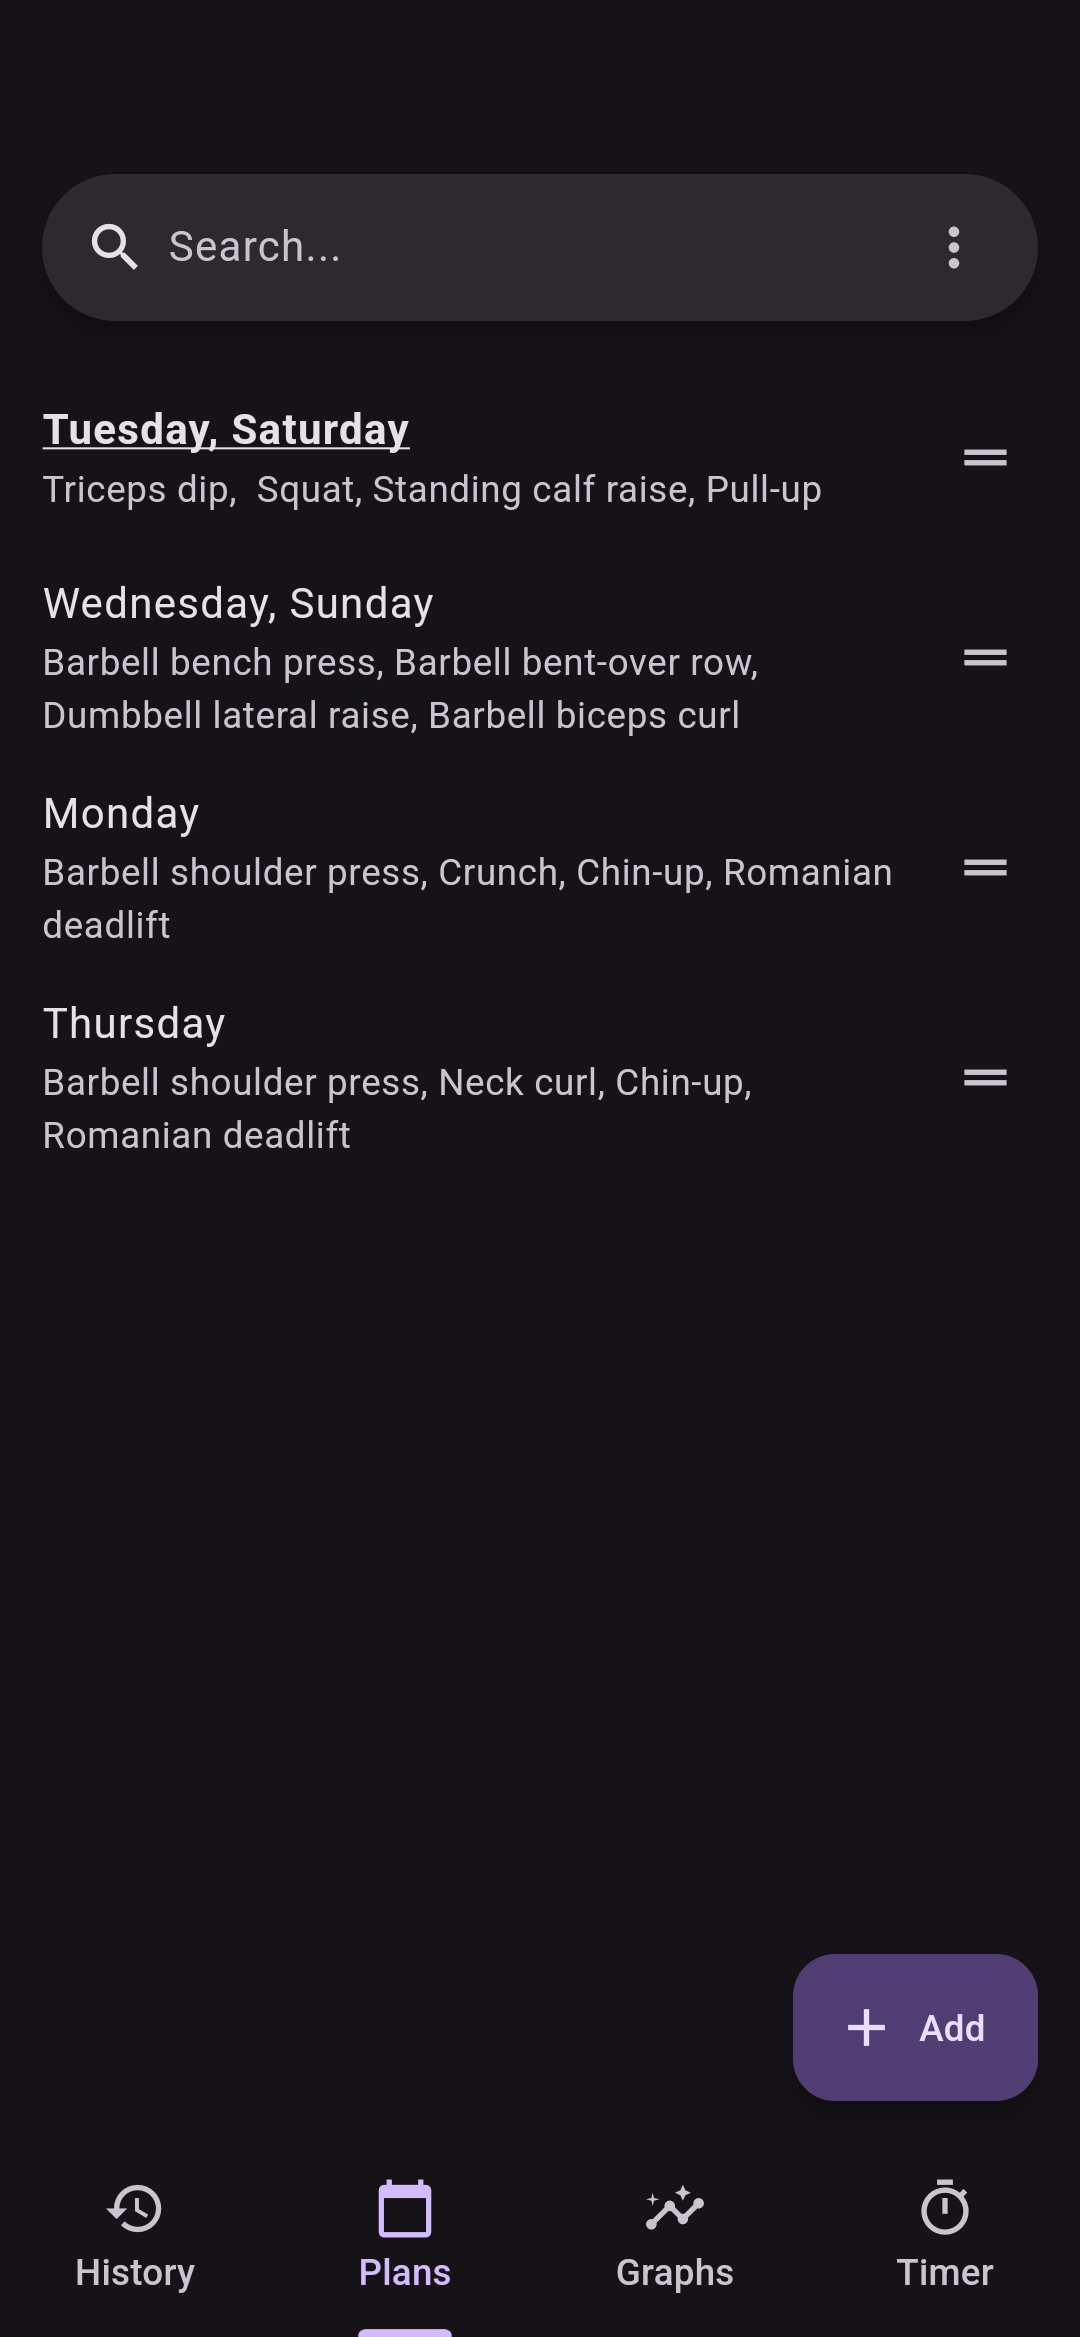 Search...
Tuesday, Saturday
Triceps dip,  Squat, Standing calf raise, Pull-up
Wednesday, Sunday
Barbell bench press, Barbell bent-over row,
Dumbbell lateral raise, Barbell biceps curl
Monday
Barbell shoulder press, Crunch, Chin-up, Romanian
deadlift
Thursday
Barbell shoulder press, Neck curl, Chin-up,
Romanian deadlift
Add
History
Plans
Graphs
Timer